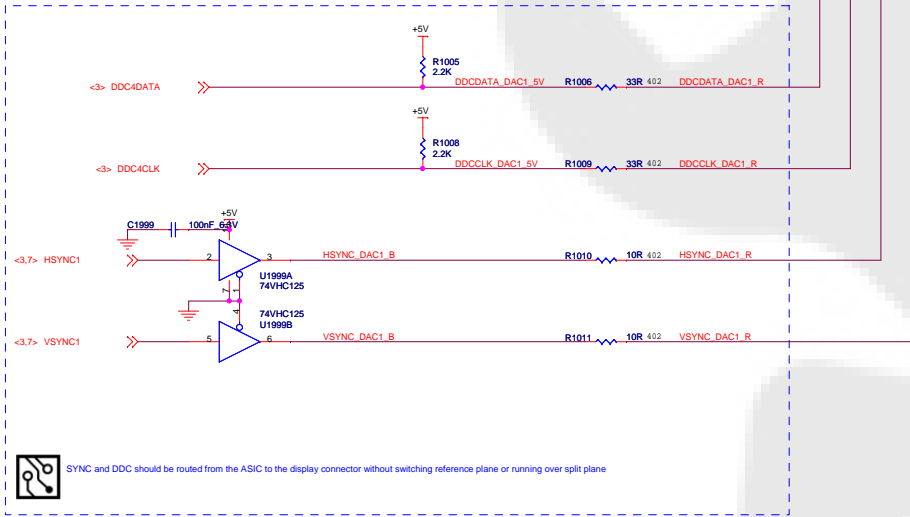 +5V
R1005
2.2K
<3> DDC4DATA
DDCDATA_DAC1_5V
R1006
33R 402
DDCDATA_DAC1_R
+5V
R1008
2.2K
<3> DDC4CLK
DDCCLK_DAC1_5V
R1009
33R 402
DDCCLK_DAC1_R
+5V
C1999
100nF_6.3V
<3,7> HSYNC1
2
3
HSYNC_DAC1_B
R1010
10R 402
HSYNC_DAC1_R
U1999A
74VHC125
7
1
4
74VHC125
U1999B
<3,7> VSYNC1
5
6
VSYNC_DAC1_B
R1011
10R 402
VSYNC_DAC1_R
SYNC and DDC should be routed from the ASIC to the display connector without switching reference plane or running over split plane